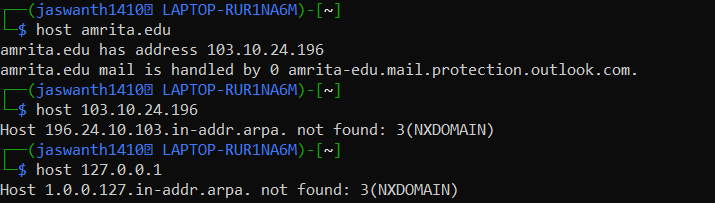 ┌──(jaswanth1410㉿ LAPTOP-RUR1NA6M)-[~]
└─$ host amrita.edu
amrita.edu has address 103.10.24.196
amrita.edu mail is handled by 0 amrita-edu.mail.protection.outlook.com.
┌──(jaswanth1410㉿ LAPTOP-RUR1NA6M)-[~]
└─$ host 103.10.24.196
Host 196.24.10.103.in-addr.arpa. not found: 3(NXDOMAIN)
┌──(jaswanth1410㉿ LAPTOP-RUR1NA6M)-[~]
└─$ host 127.0.0.1
Host 1.0.0.127.in-addr.arpa. not found: 3(NXDOMAIN)